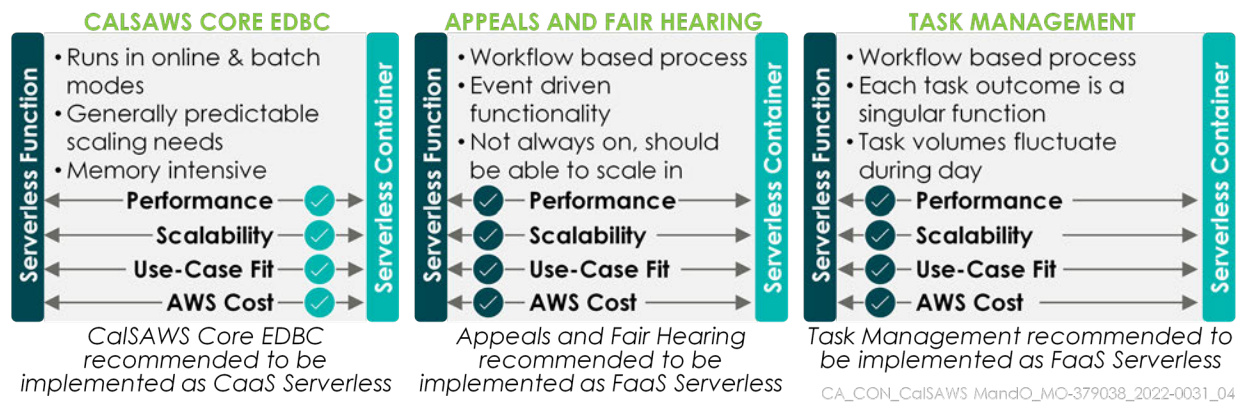 CALSAWS CORE EDBC
Serverless Function
• Runs in online & batch
modes
• Generally predictable
scaling needs
• Memory intensive
Performance
Scalability
Use-Case Fit
AWS Cost
Serverless Container
CalSAWS Core EDBC
recommended to be
implemented as CaaS Serverless
APPEALS AND FAIR HEARING
Serverless Function
• Workflow based process
• Event driven
functionality
• Not always on, should
be able to scale in
Performance
Scalability
Use-Case Fit
AWS Cost
Serverless Container
Appeals and Fair Hearing
recommended to be
implemented as FaaS Serverless
TASK MANAGEMENT
Serverless Function
• Workflow based process
• Each task outcome is a
singular function
• Task volumes fluctuate
during day
Performance
Scalability
Use-Case Fit
AWS Cost
Serverless Container
Task Management recommended to
be implemented as FaaS Serverless
CA_CON_CalSAWS MandO_MO-379038_2022-0031_04